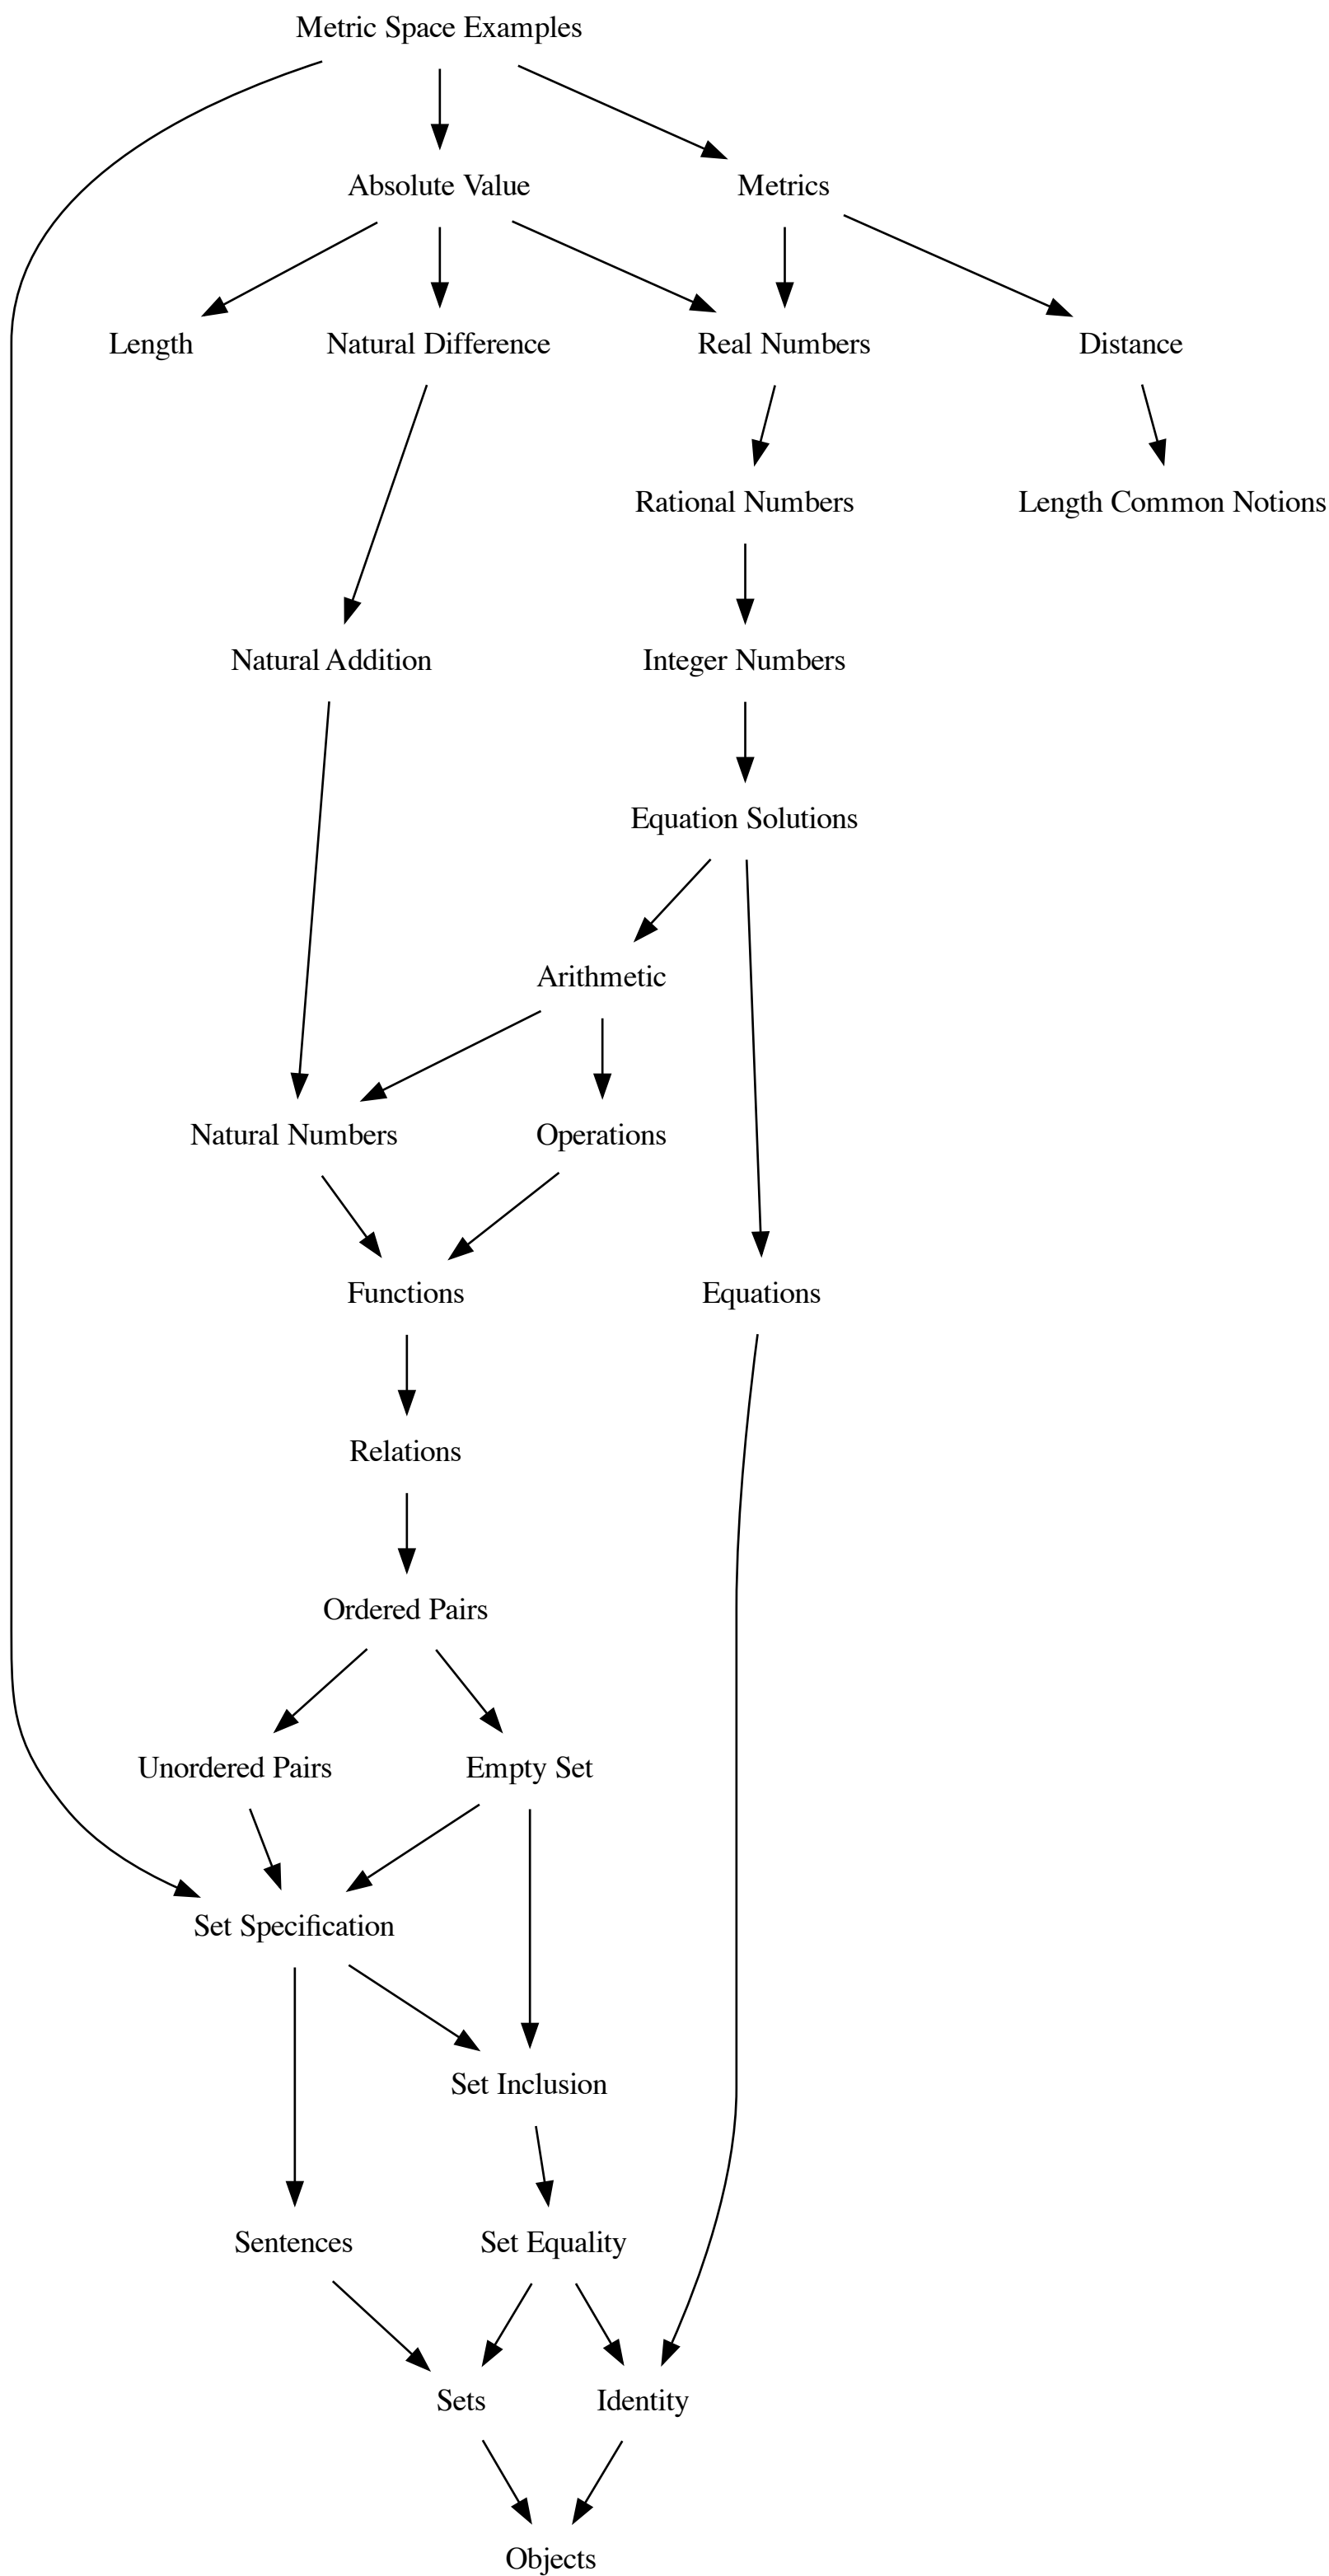 Metric Space Examples
Absolute Value
Metrics
Length
Natural Difference
Real Numbers
Distance
Rational Numbers
Length Common Notions
Natural Addition
Integer Numbers
Equation Solutions
Arithmetic
Natural Numbers
Operations
Functions
Equations
Relations
Ordered Pairs
Unordered Pairs
Empty Set
Set Specification
Set Inclusion
Sentences
Set Equality
Sets
Identity
Objects